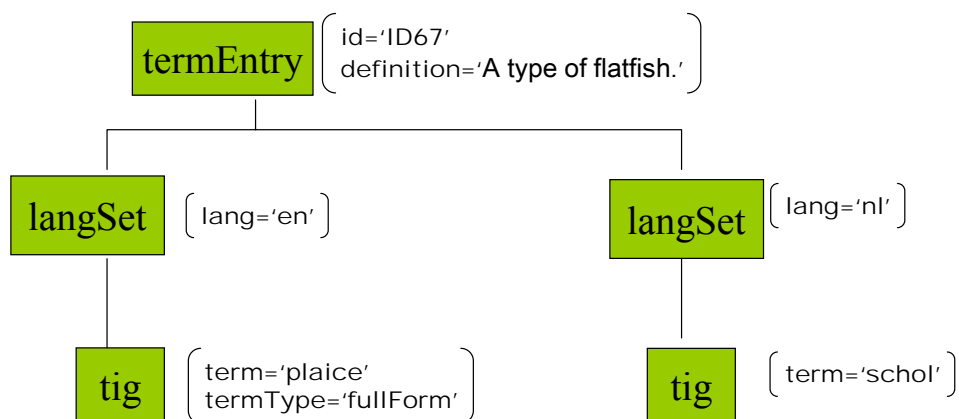 termEntry
id='ID67'
definition='A type of flatfish.'
langSet
lang='en'
langSet
lang='nl'
tig
term='plaice'
termType='fullForm'
tig
term='schol'